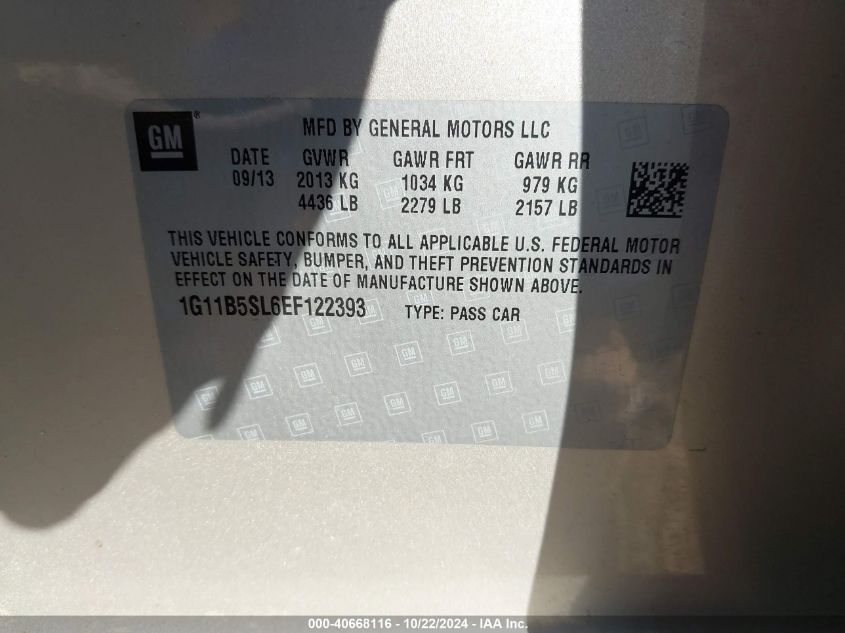 GM®
MFD BY GENERAL MOTORS LLC
DATE GVWR GAWR FRT GAWR RR
09/13 2013 KG 1034 KG 979 KG
4436 LB 2279 LB 2157 LB
THIS VEHICLE CONFORMS TO ALL APPLICABLE U.S. FEDERAL MOTOR
VEHICLE SAFETY, BUMPER, AND THEFT PREVENTION STANDARDS IN
EFFECT ON THE DATE OF MANUFACTURE SHOWN ABOVE.
1G11B5SL6EF122393 TYPE: PASS CAR
000-40668116 - 10/22/2024 - IAA Inc.